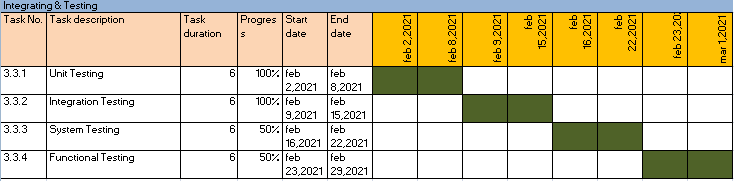 Integrating & Testing
Task No. Task description Task duration Progres s Start date End date feb 2,2021 feb 8,2021 feb 9,2021 feb 15,2021 feb 16,2021 feb 22,2021 feb 23,202 mar 1,2021
3.3.1 Unit Testing 6 100% feb 2,2021 feb 8,2021
3.3.2 Integration Testing 6 100% feb 9,2021 feb 15,2021
3.3.3 System Testing 6 50% feb 16,2021 feb 22,2021
3.3.4 Functional Testing 6 50% feb 23,2021 feb 29,2021